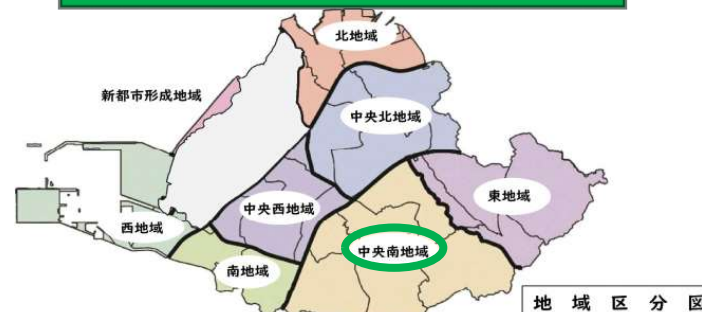 北地域
新都市形成地域
中央北地域
東地域
中央西地域
西地域
中央南地域
南地域
地域区分図